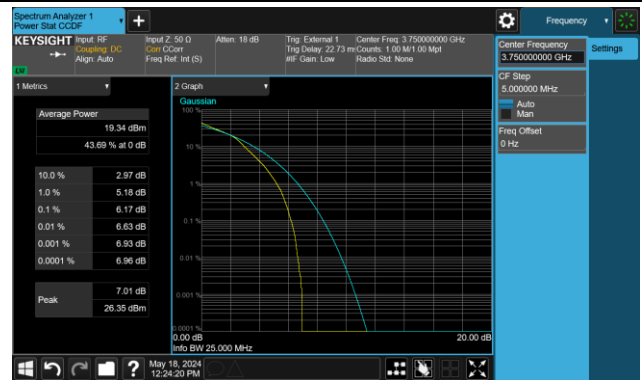 Spectrum Analyzer 1
Power Stat CCDF
Frequency
KEYSIGHT
Input: RF
Coupling: DC
Align: Auto
Input Z: 50 Ω
Corr CCorr
Freq Ref: Int (S)
Atten: 18 dB
Trig: External 1
Trig Delay: 22.73 m
#IF Gain: Low
Center Freq: 3.750000000 GHz
Counts: 1.00 M/1.00 Mpt
Radio Std: None
Center Frequency
3.750000000 GHz
Settings
CF Step
5.000000 MHz
Auto
Man
Freq Offset
0 Hz
1 Metrics
Average Power
19.34 dBm
43.69 % at 0 dB
10.0 % 2.97 dB
1.0 % 5.18 dB
0.1 % 6.17 dB
0.01 % 6.63 dB
0.001 % 6.93 dB
0.0001 % 6.96 dB
Peak
7.01 dB
26.35 dBm
2 Graph
Gaussian
100 %
10 %
1 %
0.1 %
0.01 %
0.001 %
0.0001 %
0.00 dB
20.00 dB
Info BW 25.000 MHz
May 18, 2024
12:24:20 PM